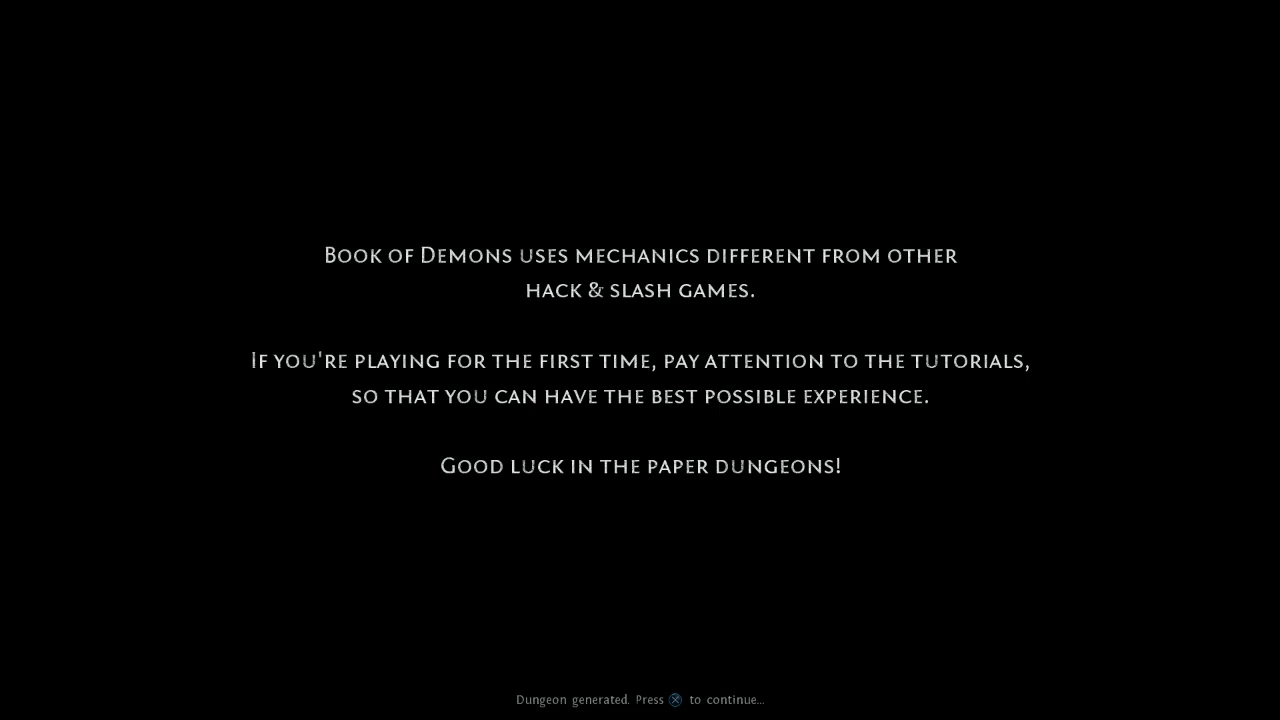 Book of Demons uses mechanics different from other
hack & slash games.
If you're playing for the first time, pay attention to the tutorials,
so that you can have the best possible experience.
Good luck in the paper dungeons!
Dungeon generated. Press ⓧ to continue...